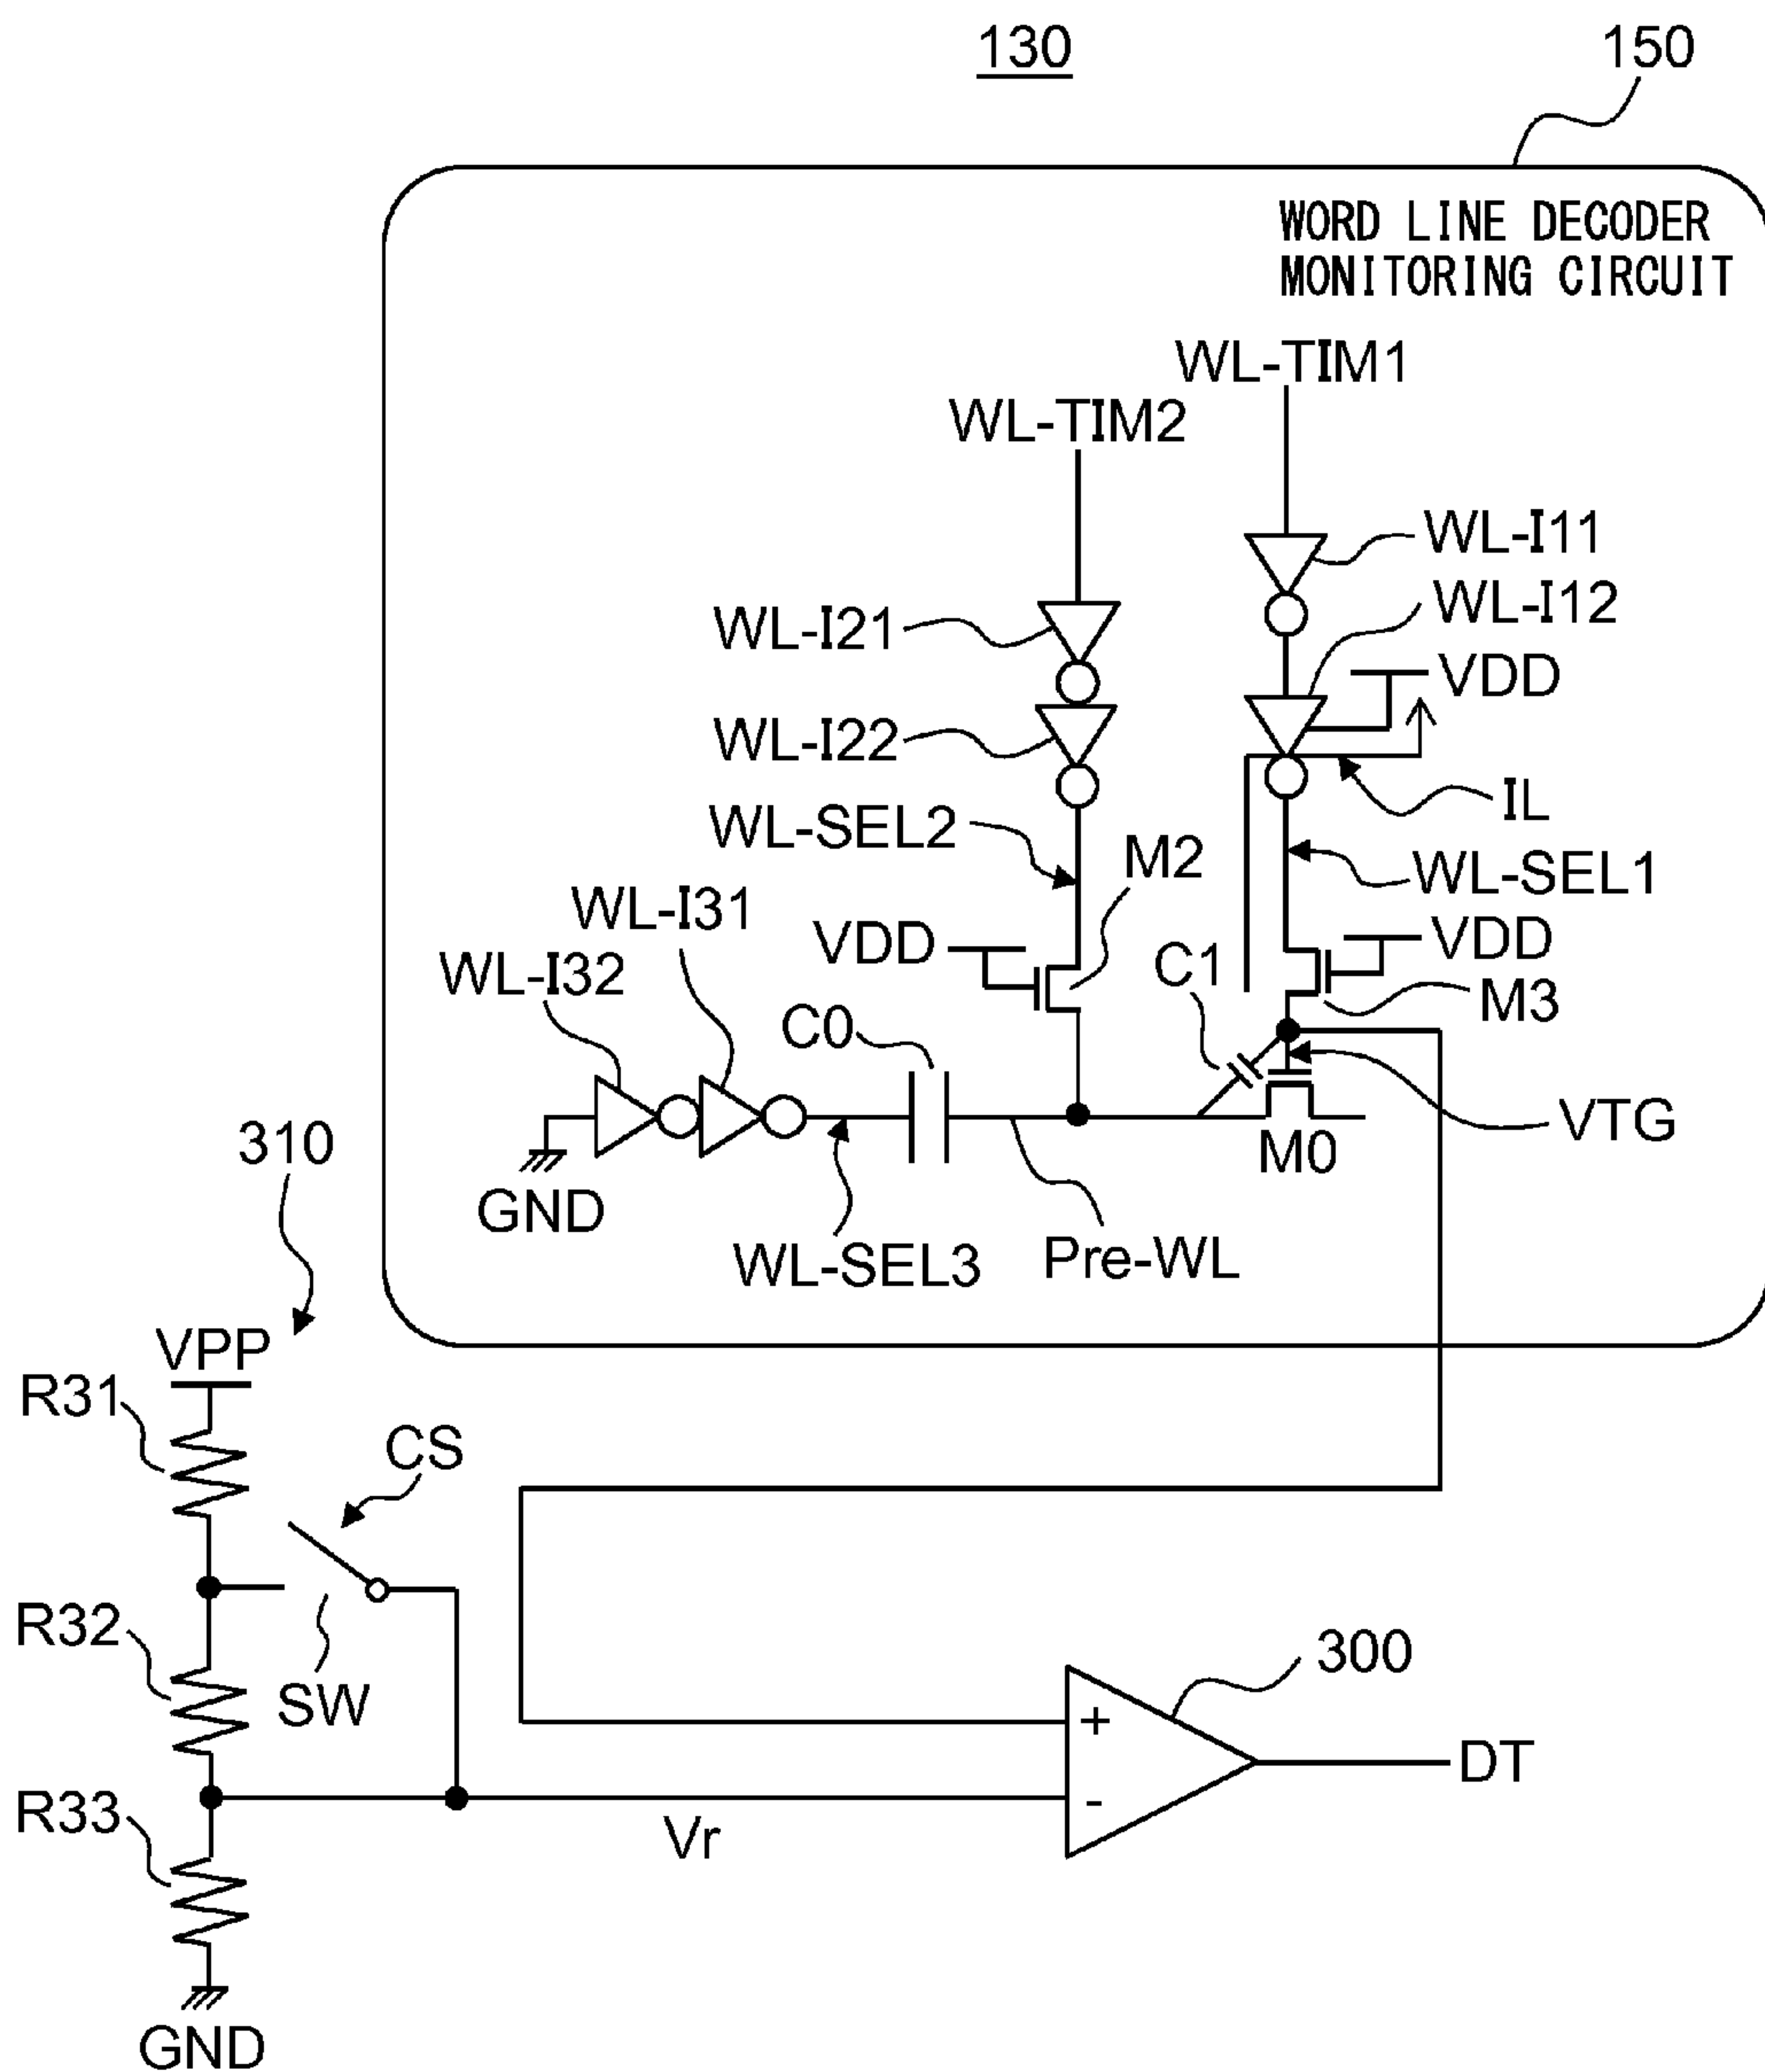 130
150
WORD LINE DECODER
MONITORING CIRCUIT
WL-TIM1
WL-TIM2
WL-I11
WL-I12
WL-I21
VDD
WL-I22
IL
WL-SEL2
M2
WL-SEL1
WL-I31
VDD
VDD
WL-I32
C1
M3
C0
VTG
310
M0
GND
WL-SEL3
Pre-WL
VPP
R31
CS
R32
SW
300
+
DT
R33
-
Vr
GND